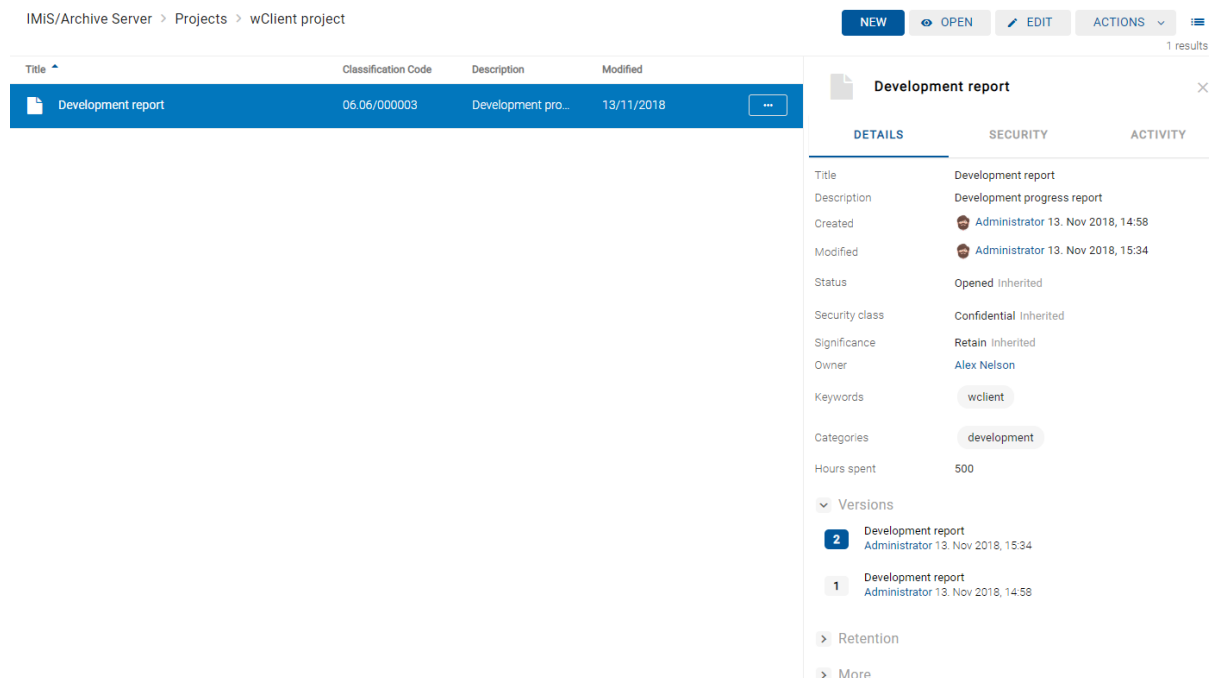 IMiS/Archive Server > Projects > wClient project
NEW OPEN EDIT ACTIONS
1 results
Title Classification Code Description Modified
Development report 06.06/000003 Development pro... 13/11/2018 ...
Development report
DETAILS SECURITY ACTIVITY
Title Development report
Description Development progress report
Created Administrator 13. Nov 2018, 14:58
Modified Administrator 13. Nov 2018, 15:34
Status Opened Inherited
Security class Confidential Inherited
Significance Retain Inherited
Owner Alex Nelson
Keywords wclient
Categories development
Hours spent 500
Versions
2 Development report
Administrator 13. Nov 2018, 15:34
1 Development report
Administrator 13. Nov 2018, 14:58
Retention
More